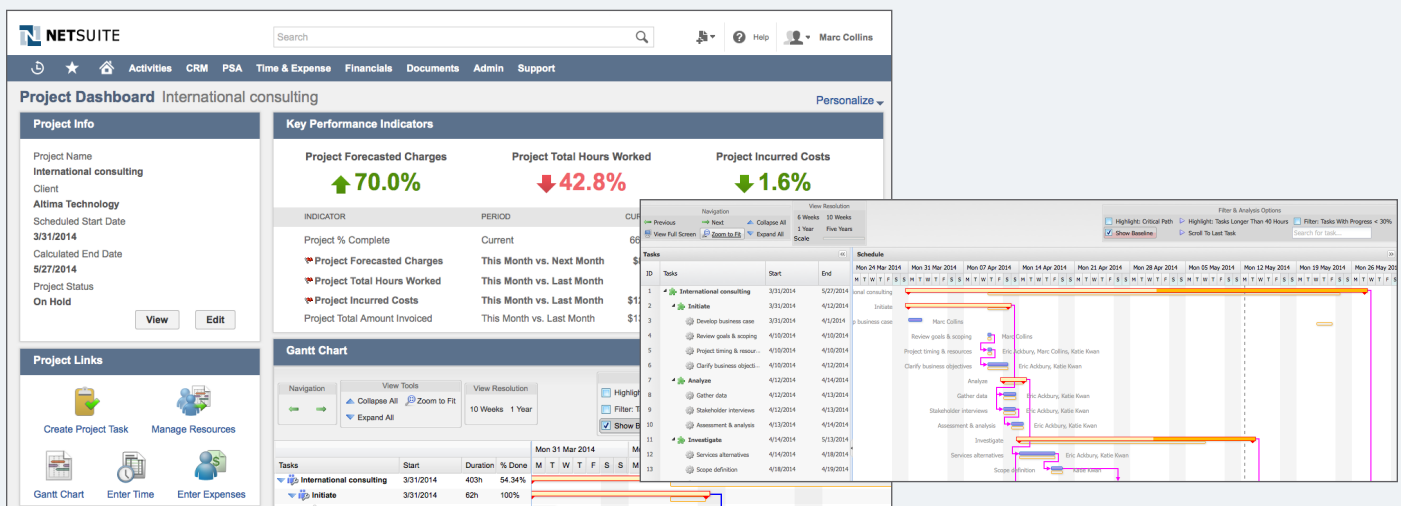 NETSUITE
Search
Help
Marc Collins
Activities CRM PSA Time & Expense Financials Documents Admin Support
Project Dashboard International consulting
Personalize
Project Info
Project Name
International consulting
Client
Altima Technology
Scheduled Start Date
3/31/2014
Calculated End Date
5/27/2014
Project Status
On Hold
View Edit
Project Links
Create Project Task Manage Resources
Gantt Chart Enter Time Enter Expenses
Key Performance Indicators
Project Forecasted Charges Project Total Hours Worked Project Incurred Costs
70.0% 42.8% 1.6%
INDICATOR PERIOD
Project % Complete Current
Project Forecasted Charges This Month vs. Next Month
Project Total Hours Worked This Month vs. Last Month
Project Incurred Costs This Month vs. Last Month
Project Total Amount Invoiced This Month vs. Last Month
Gantt Chart
Navigation View Tools View Resolution
Collapse All Zoom to Fit
Expand All
10 Weeks 1 Year
Mon 31 Mar 2014
Tasks Start Duration % Done M T W T F S S M
International consulting 3/31/2014 403h 54.34%
Initiate 3/31/2014 62h 100%
Navigation View Resolution Filter & Analysis Options
Previous Next Collapse All 6 Weeks 10 Weeks Highlight: Critical Path Highlight: Tasks Longer Than 40 Hours Filter: Tasks With Progress < 30%
View Full Screen Zoom to Fit Expand All 1 Year Five Years Show Baseline Scroll To Last Task Search for task...
Scale
Tasks Schedule
ID Tasks Start End
Mon 24 Mar 2014 Mon 31 Mar 2014 Mon 07 Apr 2014 Mon 14 Apr 2014 Mon 21 Apr 2014 Mon 28 Apr 2014 Mon 05 May 2014 Mon 12 May 2014 Mon 19 May 2014 Mon 26 May 201
M T W T F S S M T W T F S S M T W T F S S M T W T F S S M T W T F S S M T W T F S S M T W T F S S M T W T F S S M T W T F S S M T W T F S
1 International consulting 3/31/2014 5/27/2014 consulting
2 Initiate 3/31/2014 4/12/2014 Initiate
3 Develop business case 3/31/2014 4/1/2014 business case Marc Collins
4 Review goals & scoping 4/10/2014 4/10/2014 Review goals & scoping Marc Collins
5 Project timing & resour... 4/10/2014 4/10/2014 Project timing & resources Eric Ackbury, Marc Collins, Katie Kwan
6 Clarify business objecti... 4/10/2014 4/12/2014 Clarify business objectives Eric Ackbury, Katie Kwan
7 Analyze 4/12/2014 4/14/2014 Analyze
8 Gather data 4/12/2014 4/13/2014 Gather data Eric Ackbury, Katie Kwan
9 Stakeholder interviews 4/12/2014 4/13/2014 Stakeholder interviews Eric Ackbury, Katie Kwan
10 Assessment & analysis 4/13/2014 4/14/2014 Assessment & analysis Eric Ackbury, Katie Kwan
11 Investigate 4/14/2014 5/13/2014 Investigate
12 Services alternatives 4/14/2014 4/18/2014 Services alternatives Eric Ackbury, Katie Kwan
13 Scope definition 4/18/2014 4/19/2014 Scope definition Katie Kwan